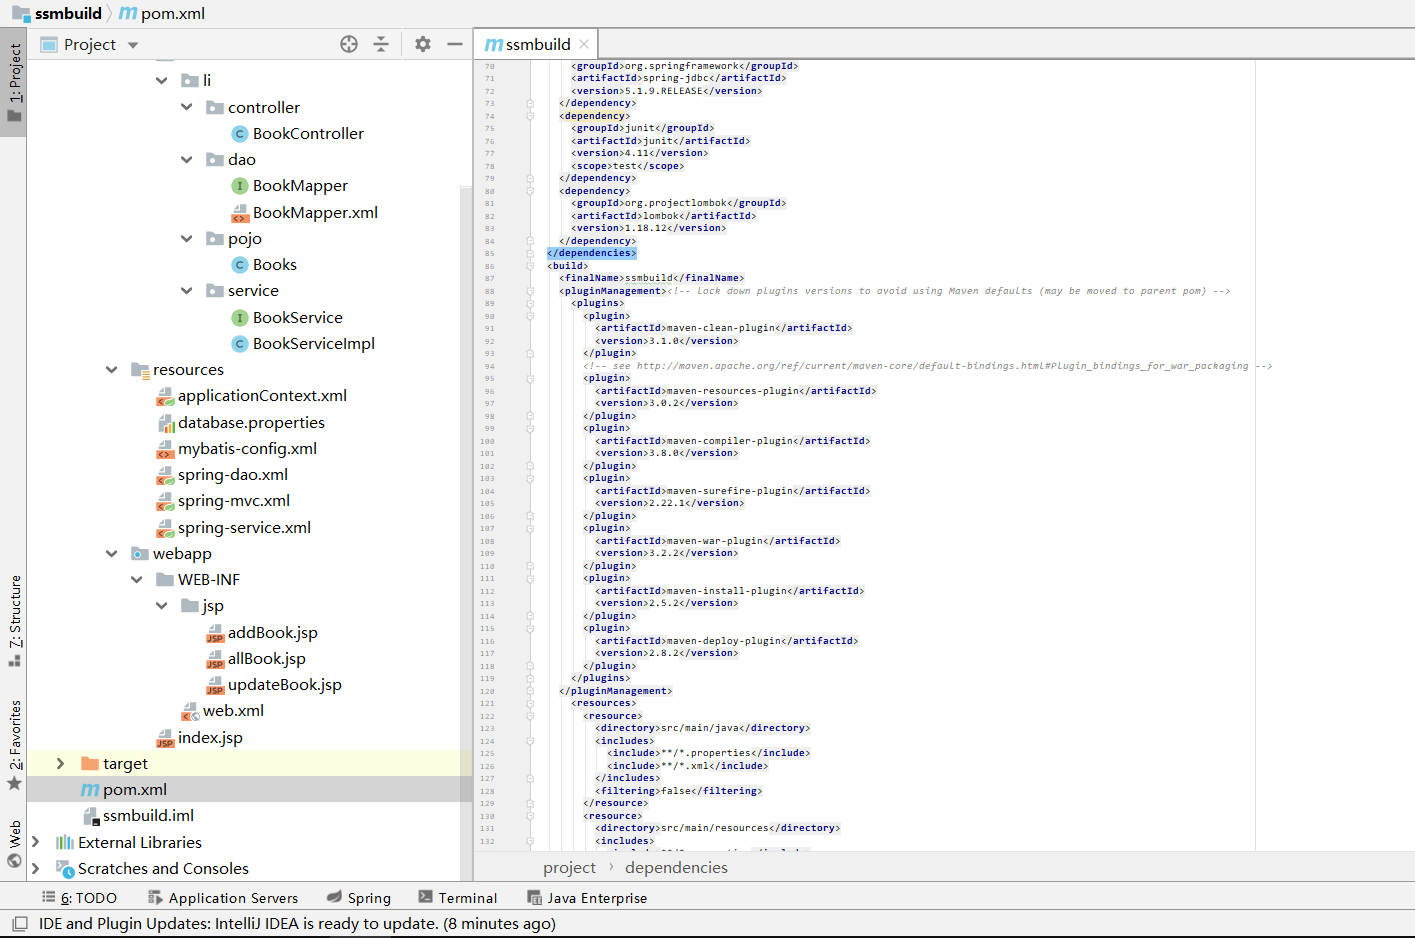 ssmbuild
pom.xml
1: Project
7: Structure
2: Favorites
Web
Project
li
controller
BookController
dao
BookMapper
BookMapper.xml
pojo
Books
service
BookService
BookServiceImpl
resources
applicationContext.xml
database.properties
mybatis-config.xml
spring-dao.xml
spring-mvc.xml
spring-service.xml
webapp
WEB-INF
jsp
addBook.jsp
allBook.jsp
updateBook.jsp
web.xml
index.jsp
target
pom.xml
ssmbuild.iml
External Libraries
Scratches and Consoles
ssmbuild
70 <groupId>org.springframework</groupId>
71 <artifactId>spring-jdbc</artifactId>
72 <version>5.1.9.RELEASE</version>
73 </dependency>
74 <dependency>
75 <groupId>junit</groupId>
76 <artifactId>junit</artifactId>
77 <version>4.11</version>
78 <scope>test</scope>
79 </dependency>
80 <dependency>
81 <groupId>org.projectlombok</groupId>
82 <artifactId>lombok</artifactId>
83 <version>1.18.12</version>
84 </dependency>
85 </dependencies>
86 <build>
87 <finalName>ssmbuild</finalName>
88 <pluginManagement><!-- lock down plugins versions to avoid using Maven defaults (may be moved to parent pom) -->
89 <plugins>
90 <plugin>
91 <artifactId>maven-clean-plugin</artifactId>
92 <version>3.1.0</version>
93 </plugin>
94 <!-- see http://maven.apache.org/ref/current/maven-core/default-bindings.html#Plugin_bindings_for_war_packaging -->
95 <plugin>
96 <artifactId>maven-resources-plugin</artifactId>
97 <version>3.0.2</version>
98 </plugin>
99 <plugin>
100 <artifactId>maven-compiler-plugin</artifactId>
101 <version>3.8.0</version>
102 </plugin>
103 <plugin>
104 <artifactId>maven-surefire-plugin</artifactId>
105 <version>2.22.1</version>
106 </plugin>
107 <plugin>
108 <artifactId>maven-war-plugin</artifactId>
109 <version>3.2.2</version>
110 </plugin>
111 <plugin>
112 <artifactId>maven-install-plugin</artifactId>
113 <version>2.5.2</version>
114 </plugin>
115 <plugin>
116 <artifactId>maven-deploy-plugin</artifactId>
117 <version>2.8.2</version>
118 </plugin>
119 </plugins>
120 </pluginManagement>
121 <resources>
122 <resource>
123 <directory>src/main/java</directory>
124 <includes>
125 <include>**/*.properties</include>
126 <include>**/*.xml</include>
127 </includes>
128 <filtering>false</filtering>
129 </resource>
130 <resource>
131 <directory>src/main/resources</directory>
132 <includes>
project › dependencies
6: TODO
Application Servers
Spring
Terminal
Java Enterprise
IDE and Plugin Updates: IntelliJ IDEA is ready to update. (8 minutes ago)